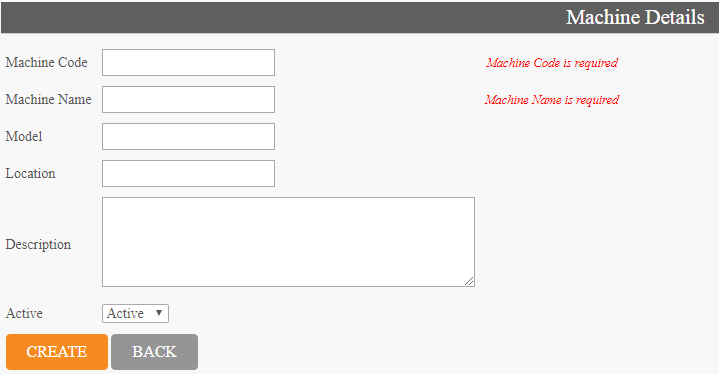 Machine Details
Machine Code Machine Code is required
Machine Name Machine Name is required
Model
Location
Description
Active Active
CREATE BACK